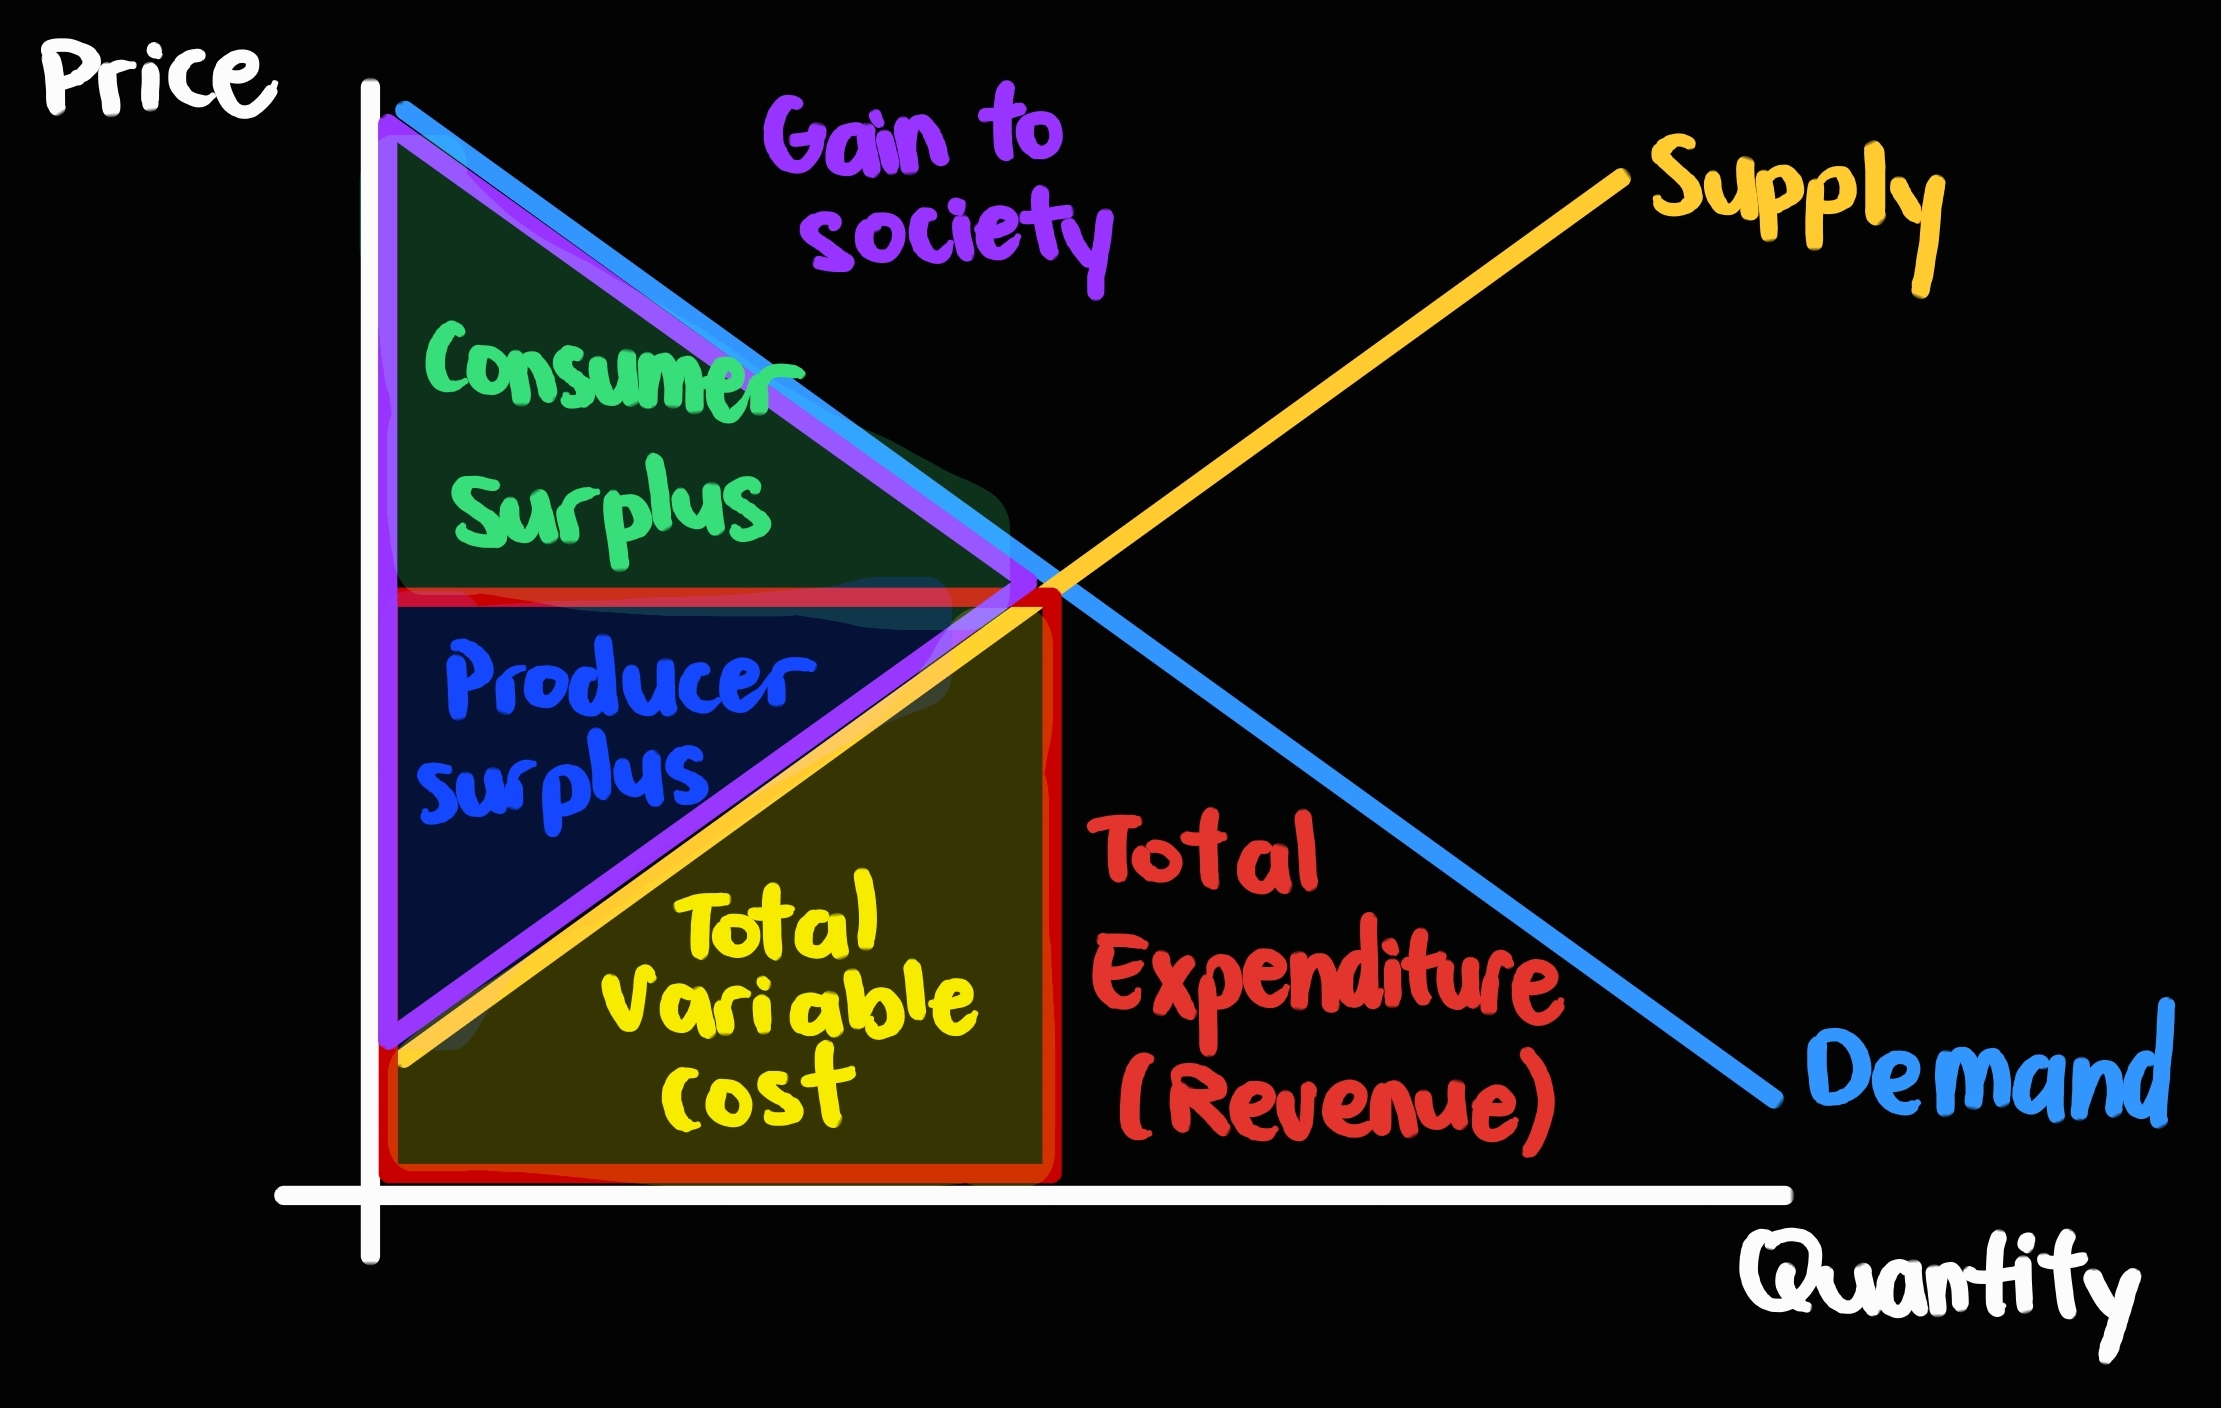 Price
Gain to
society
Supply
Consumer
Surplus
Producer
surplus
Total
Variable
Cost
Total
Expenditure
(Revenue)
Demand
Quantity